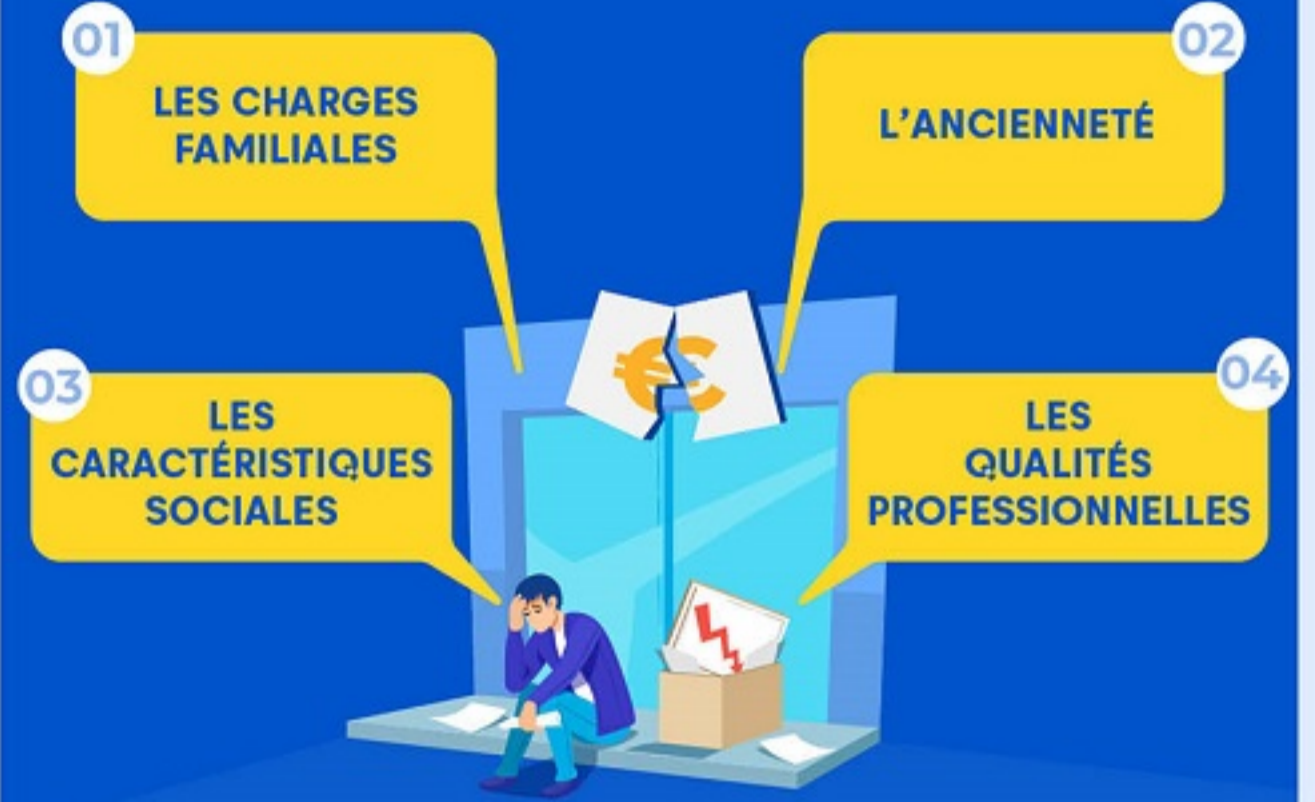 01
LES CHARGES
FAMILIALES
02
L’ANCIENNETÉ
03
LES
CARACTÉRISTIQUES
SOCIALES
04
LES
QUALITÉS
PROFESSIONNELLES
€